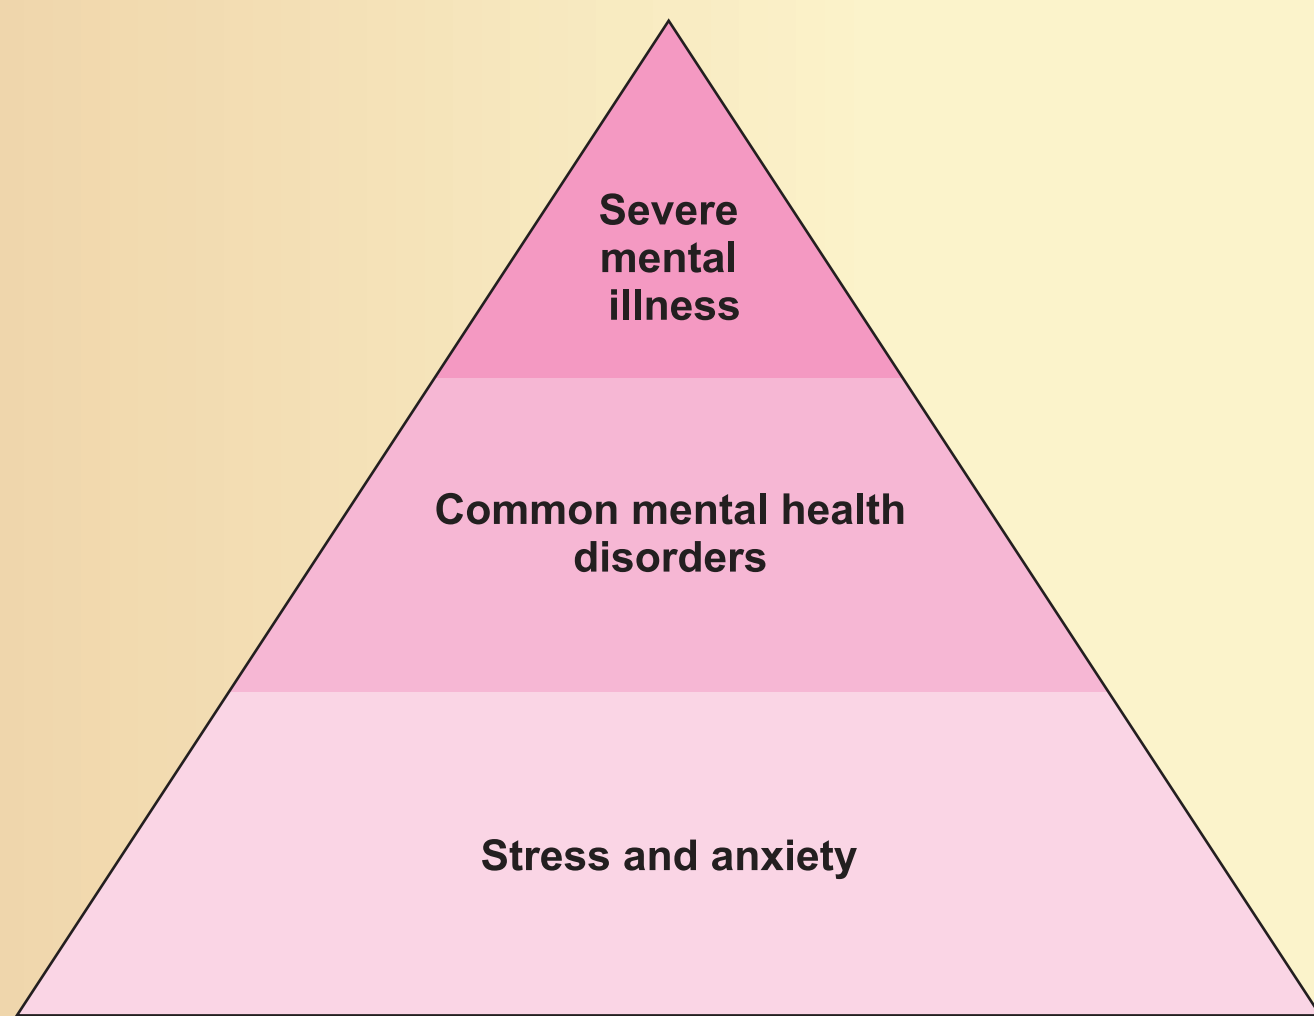 Severe
mental
illness
Common mental health
disorders
Stress and anxiety